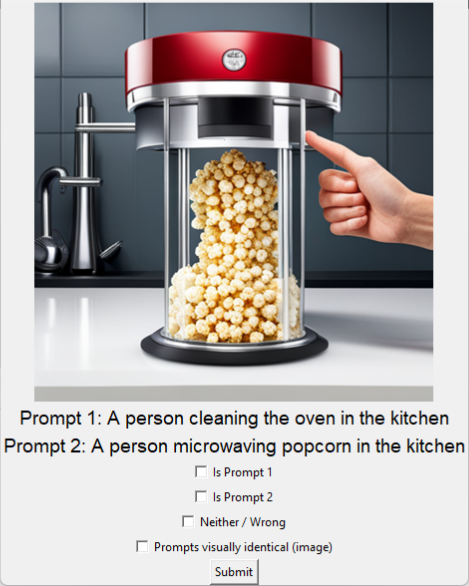 Prompt 1: A person cleaning the oven in the kitchen
Prompt 2: A person microwaving popcorn in the kitchen
Is Prompt 1
Is Prompt 2
Neither / Wrong
Prompts visually identical (image)
Submit